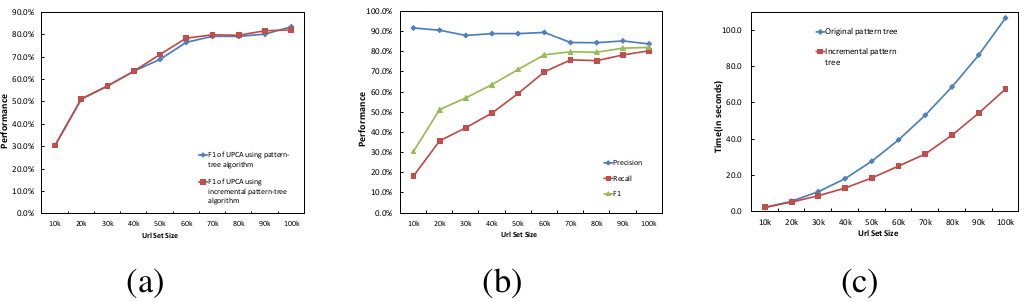 90.0%
80.0%
70.0%
60.0%
50.0%
40.0%
30.0%
20.0%
10.0%
0.0%
Performance
10k 20k 30k 40k 50k 60k 70k 80k 90k 100k
Url Set Size
F1 of UPCA using pattern-
tree algorithm
F1 of UPCA using
incremental pattern-tree
algorithm
(a)
100.0%
90.0%
80.0%
70.0%
60.0%
50.0%
40.0%
30.0%
20.0%
10.0%
0.0%
Performance
10k 20k 30k 40k 50k 60k 70k 80k 90k 100k
Url Set Size
Precision
Recall
F1
(b)
100.0
80.0
60.0
40.0
20.0
0.0
Time(in seconds)
10k 20k 30k 40k 50k 60k 70k 80k 90k 100k
Url Set Size
Original pattern tree
Incremental pattern
tree
(c)